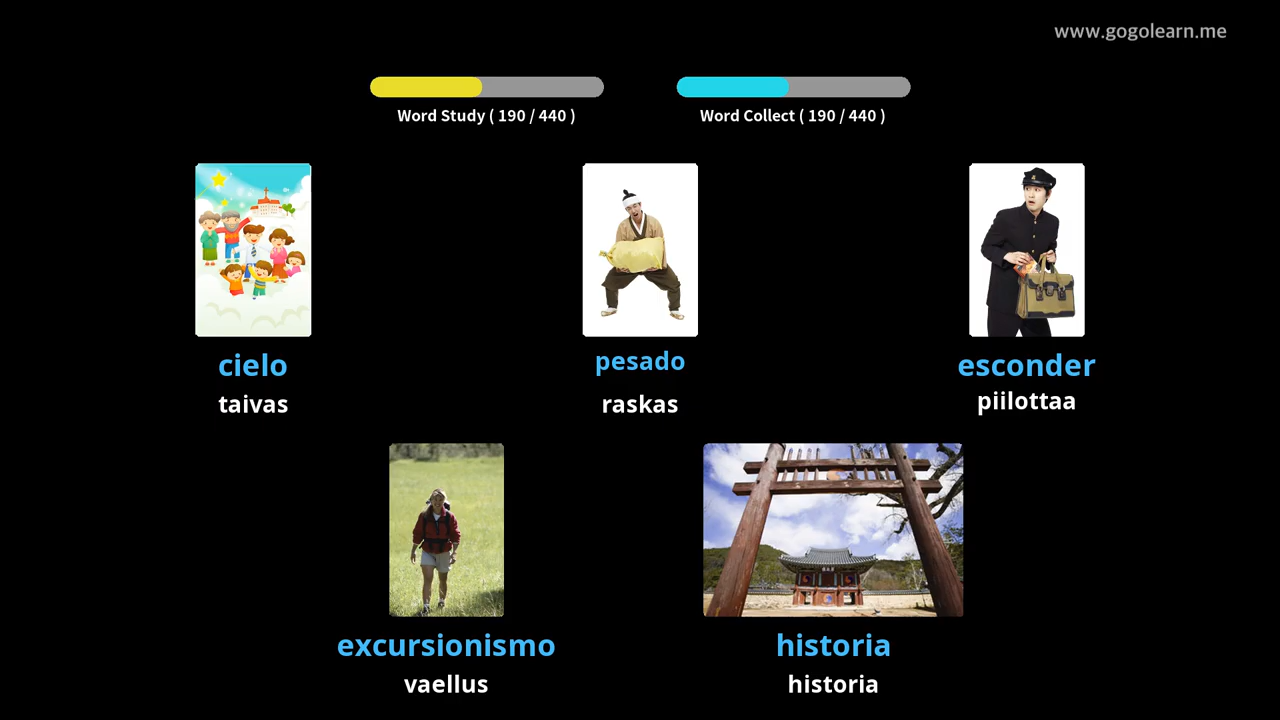 www.gogolearn.me
Word Study ( 190 / 440 )
Word Collect ( 190 / 440 )
cielo
taivas
pesado
raskas
esconder
piilottaa
excursionismo
vaellus
historia
historia